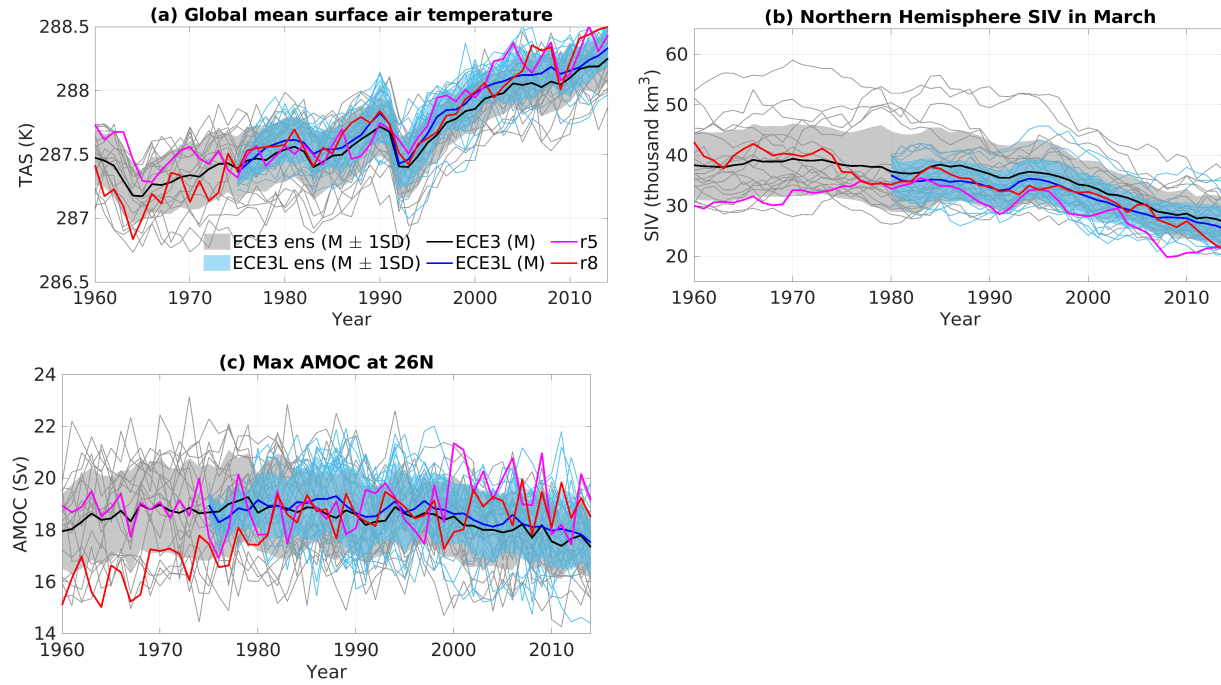 (a) Global mean surface air temperature
288.5
288
287.5
287
286.5
TAS (K)
ECE3 ens (M ± 1SD)
ECE3 (M)
r5
ECE3L ens (M ± 1SD)
ECE3L (M)
r8
1960 1970 1980 1990 2000 2010
Year
(b) Northern Hemisphere SIV in March
60
50
40
30
20
SIV (thousand km³)
1960 1970 1980 1990 2000 2010
Year
(c) Max AMOC at 26N
24
22
20
18
16
14
AMOC (Sv)
1960 1970 1980 1990 2000 2010
Year